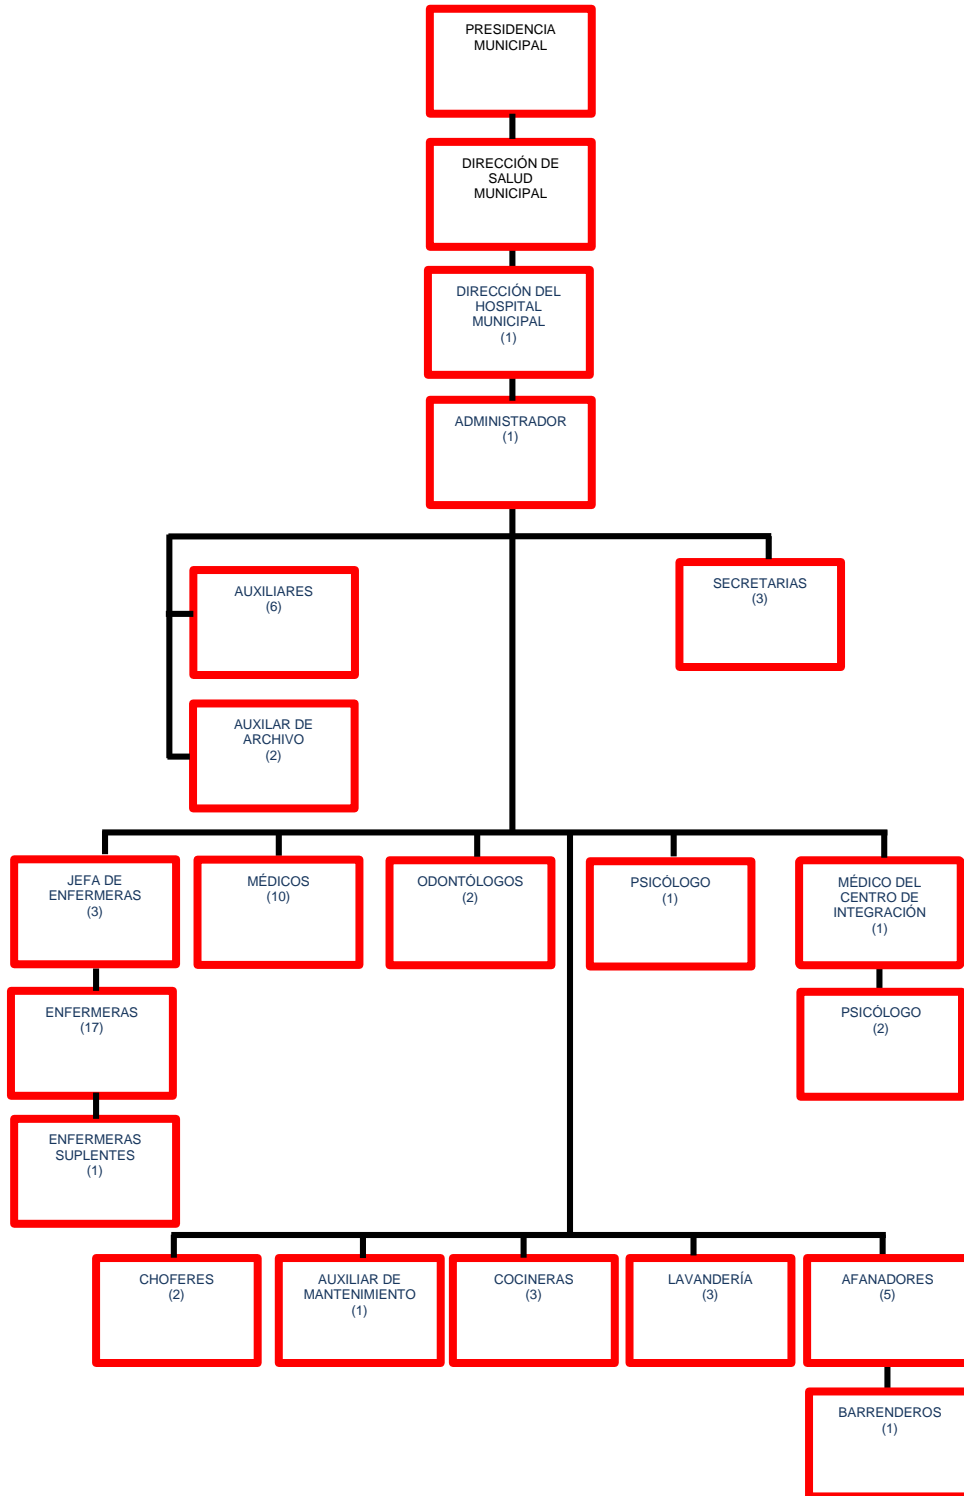 PRESIDENCIA
MUNICIPAL
DIRECCIÓN DE
SALUD
MUNICIPAL
DIRECCIÓN DEL
HOSPITAL
MUNICIPAL
(1)
ADMINISTRADOR
(1)
AUXILIARES
(6)
SECRETARIAS
(3)
AUXILAR DE
ARCHIVO
(2)
JEFA DE
ENFERMERAS
(3)
MÉDICOS
(10)
ODONTÓLOGOS
(2)
PSICÓLOGO
(1)
MÉDICO DEL
CENTRO DE
INTEGRACIÓN
(1)
ENFERMERAS
(17)
PSICÓLOGO
(2)
ENFERMERAS
SUPLENTES
(1)
CHOFERES
(2)
AUXILIAR DE
MANTENIMIENTO
(1)
COCINERAS
(3)
LAVANDERÍA
(3)
AFANADORES
(5)
BARRENDEROS
(1)